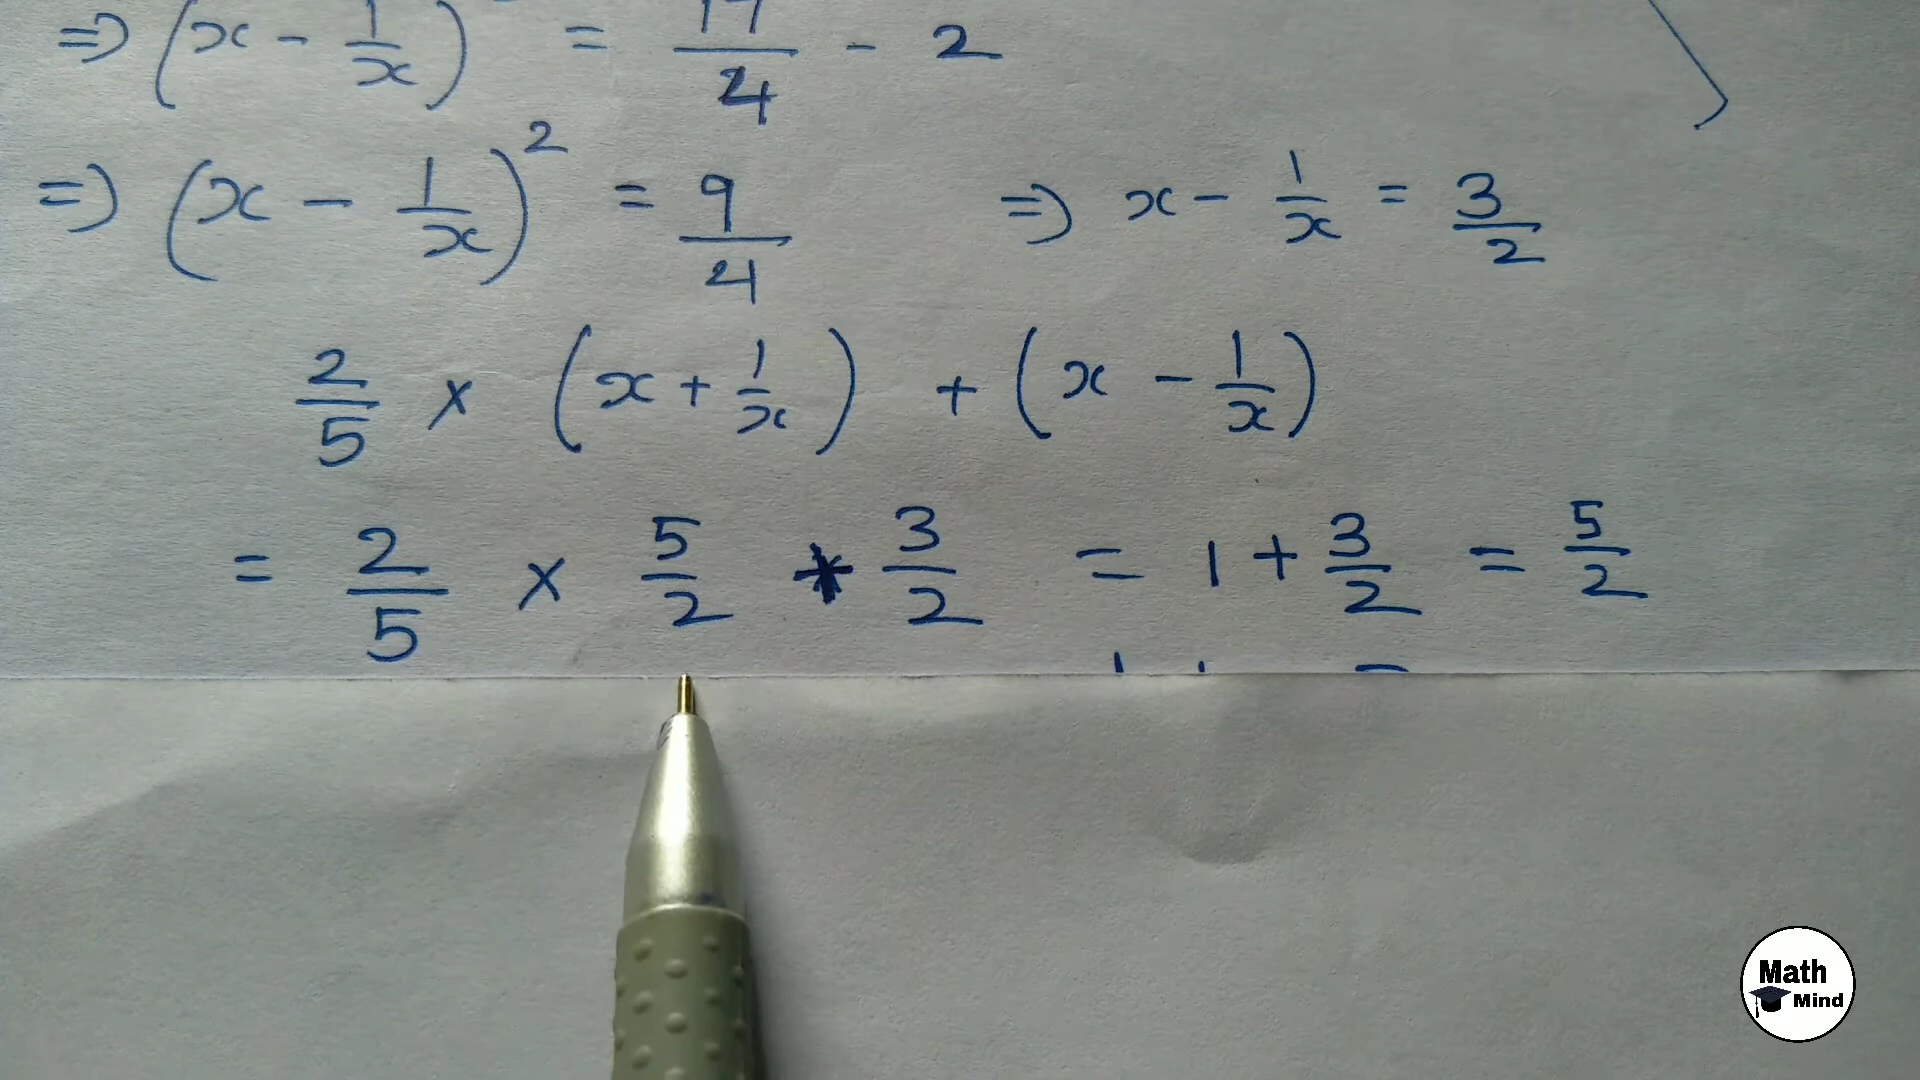 ⇒ (x - 1/x) = 17/4 - 2
⇒ (x - 1/x)² = 9/4 ⇒ x - 1/x = 3/2
2/5 × (x + 1/x) + (x - 1/x)
= 2/5 × 5/2 + 3/2 = 1 + 3/2 = 5/2
Math
Mind